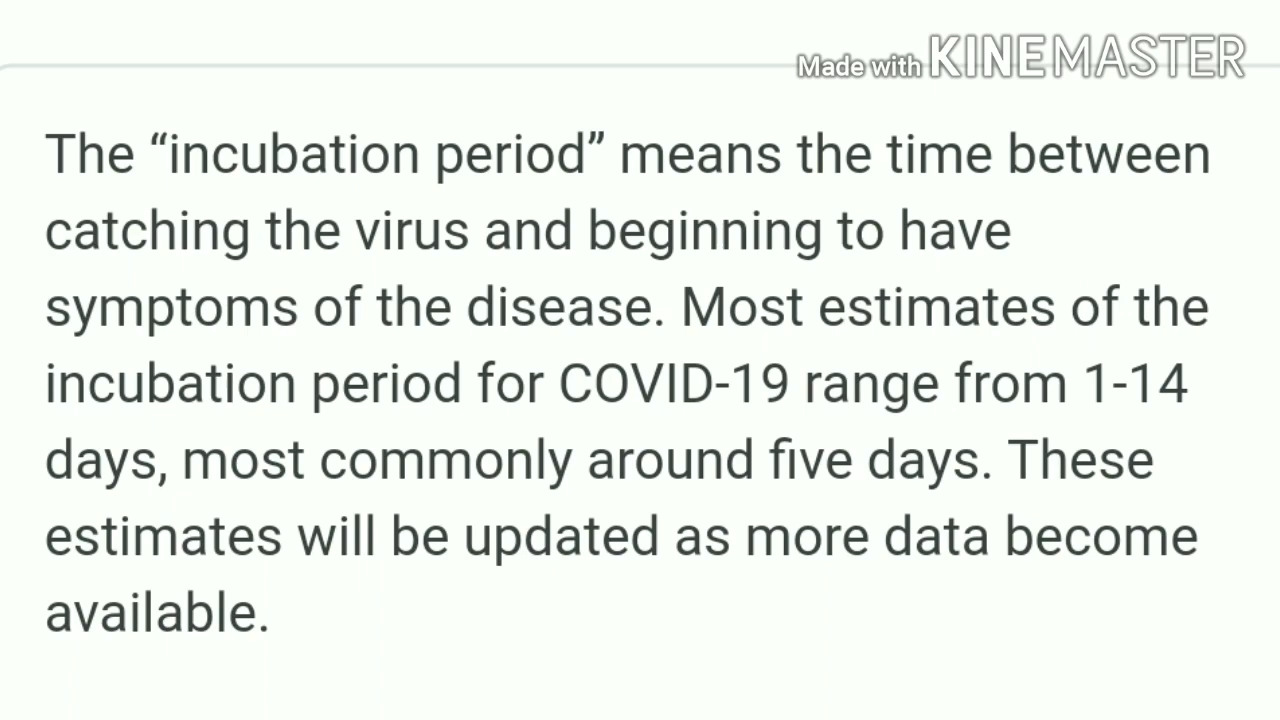 Made with KINEMASTER
The “incubation period” means the time between
catching the virus and beginning to have
symptoms of the disease. Most estimates of the
incubation period for COVID-19 range from 1-14
days, most commonly around five days. These
estimates will be updated as more data become
available.